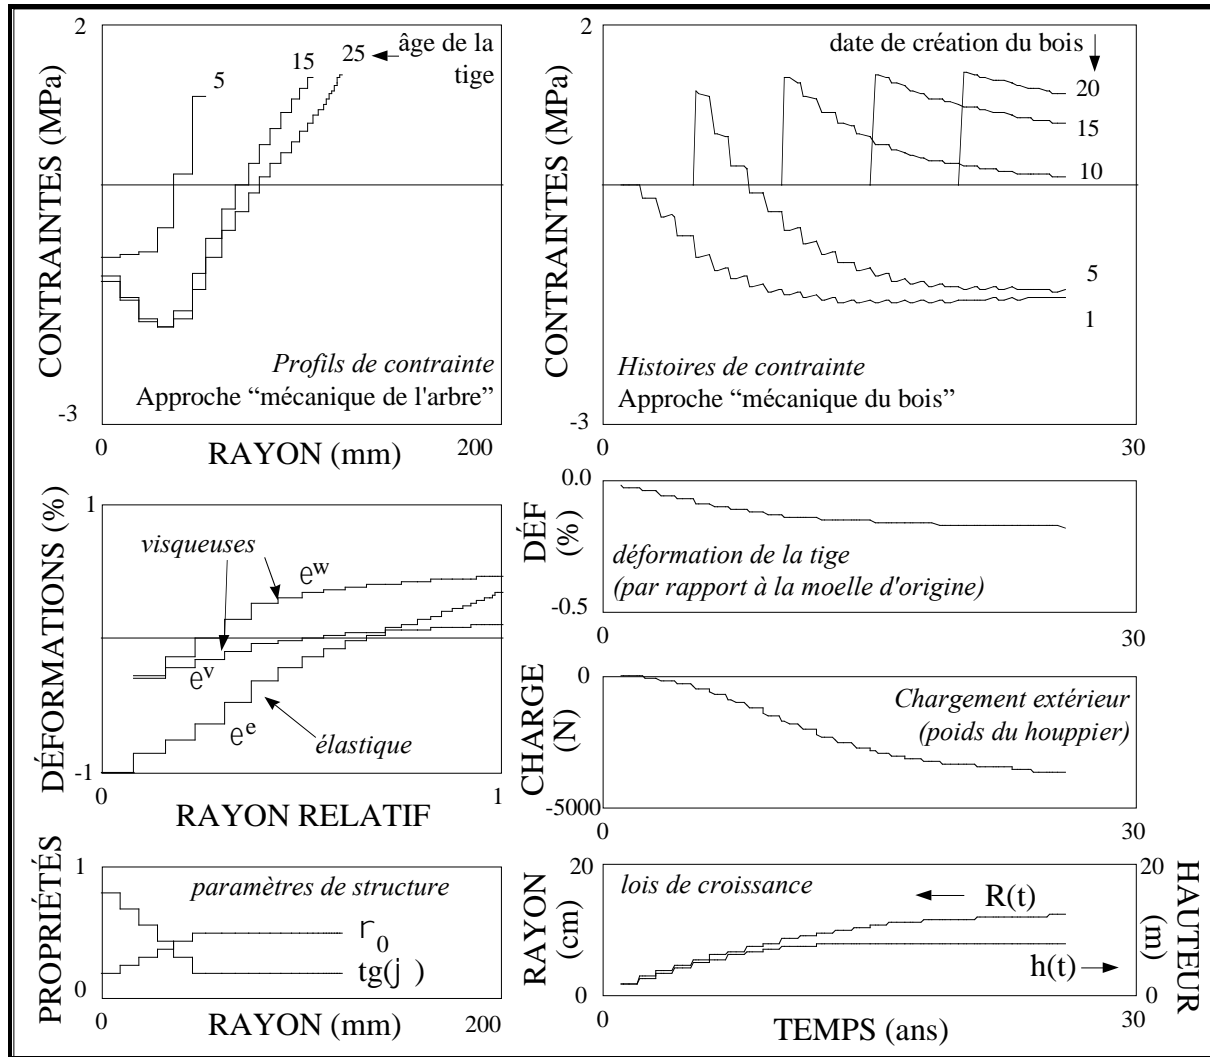 2
CONTRAINTES (MPa)
-3
5
15
25
âge de la
tige
Profils de contrainte
Approche “mécanique de l'arbre”
0
RAYON (mm)
200
2
CONTRAINTES (MPa)
-3
date de création du bois
20
15
10
5
1
Histoires de contrainte
Approche “mécanique du bois”
0
30
1
DÉFORMATIONS (%)
-1
visqueuses
e^w
e^v
e^e
élastique
0
RAYON RELATIF
1
0.0
DÉF
(%)
-0.5
déformation de la tige
(par rapport à la moelle d'origine)
0
30
0
CHARGE
(N)
-5000
Chargement extérieur
(poids du houppier)
0
30
1
PROPRIÉTÉS
0
paramètres de structure
r_0
tg(j )
0
RAYON (mm)
200
20
RAYON
(cm)
0
lois de croissance
R(t)
h(t)
20
HAUTEUR
(m)
0
0
TEMPS (ans)
30